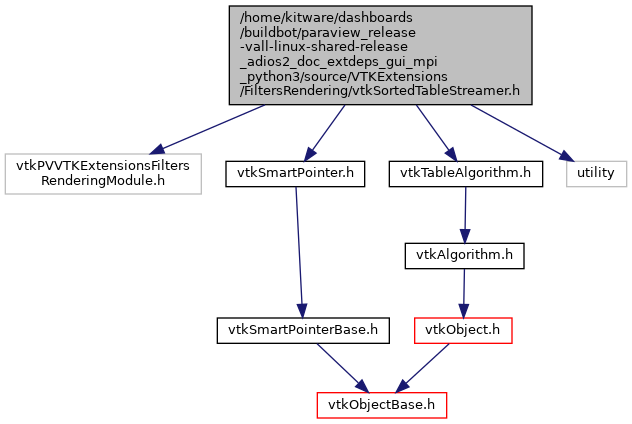 /home/kitware/dashboards
/buildbot/paraview_release
-vall-linux-shared-release
_adios2_doc_extdeps_gui_mpi
_python3/source/VTKExtensions
/FiltersRendering/vtkSortedTableStreamer.h
vtkPVVTKExtensionsFilters
RenderingModule.h
vtkSmartPointer.h
vtkTableAlgorithm.h
utility
vtkAlgorithm.h
vtkSmartPointerBase.h
vtkObject.h
vtkObjectBase.h